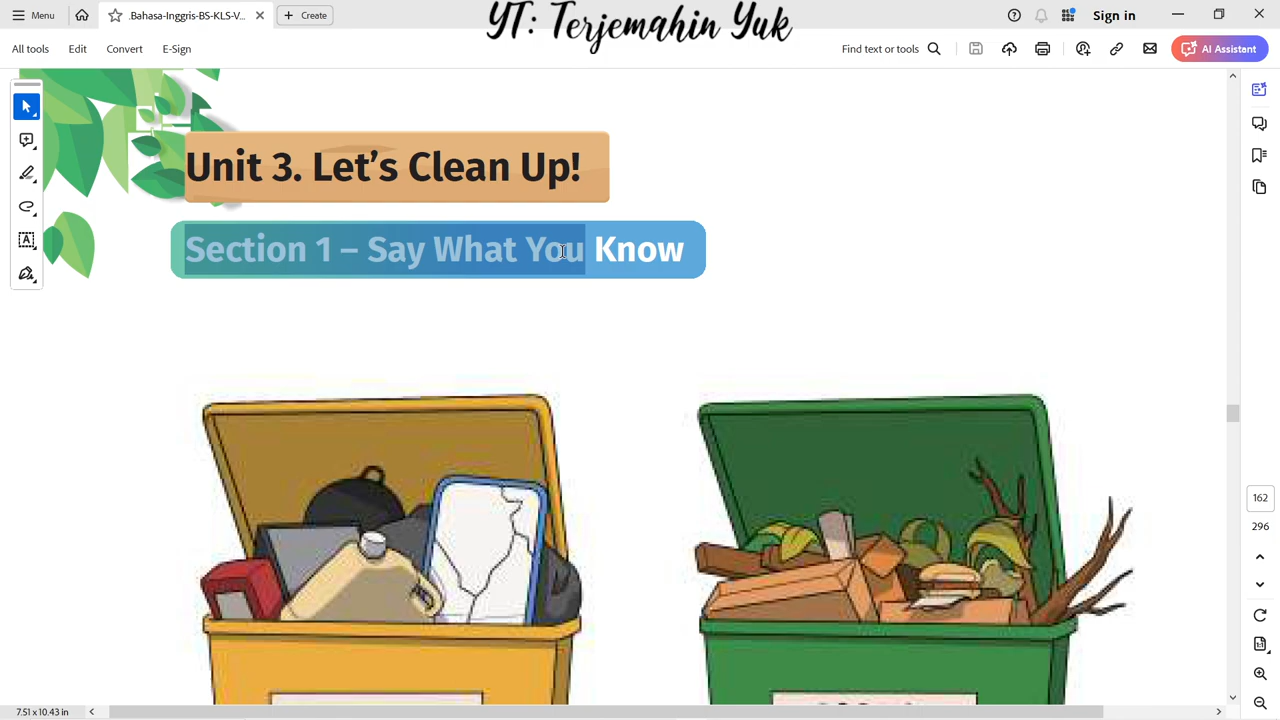 Menu
.Bahasa-Inggris-BS-KLS-V...
Create
YT: Terjemahin Yuk
Sign in
All tools
Edit
Convert
E-Sign
Find text or tools
AI Assistant
Unit 3. Let's Clean Up!
Section 1 – Say What You Know
162
296
7.51 x 10.43 in